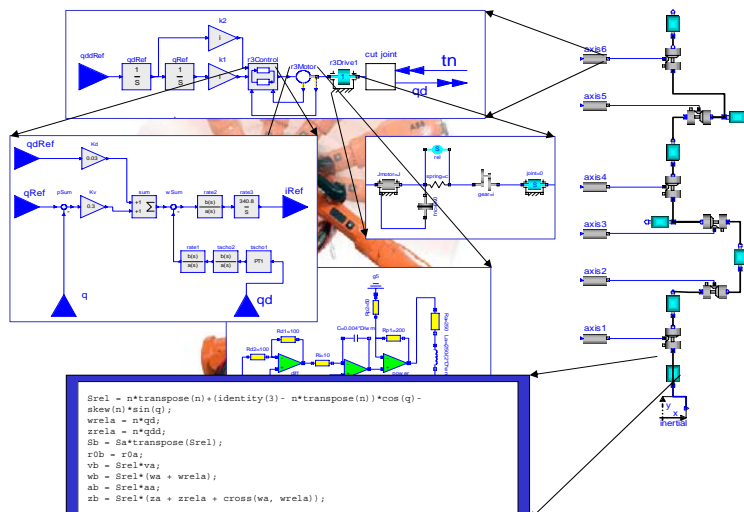 k2
qddRef
qdRef
qRef
k1
r3Control
r3Motor
r3Drive1
cut joint
i
i
1
S
1
S
1
tn
qd
axis6
axis5
axis4
axis3
axis2
axis1
y
x
inertial
qdRef
Kd
0.03
qRef
pSum
Kv
0.3
sum
+1
+1
Σ
wSum
rate2
b(s)
a(s)
rate3
340.8
S
iRef
rate1
b(s)
a(s)
tacho2
b(s)
a(s)
tacho1
PT1
q
qd
S
rel
Jmotor=J
spring=c
gear=i
joint=0
S
g5
Rd1=100
Rd2=100
Ri=10
C=0.004*D/w m
Rp1=200
diff
power
Srel = n*transpose(n)+(identity(3)- n*transpose(n))*cos(q)-
skew(n)*sin(q);
wrela = n*qd;
zrela = n*qdd;
Sb = Sa*transpose(Srel);
r0b = r0a;
vb = Srel*va;
wb = Srel*(wa + wrela);
ab = Srel*aa;
zb = Srel*(za + zrela + cross(wa, wrela));